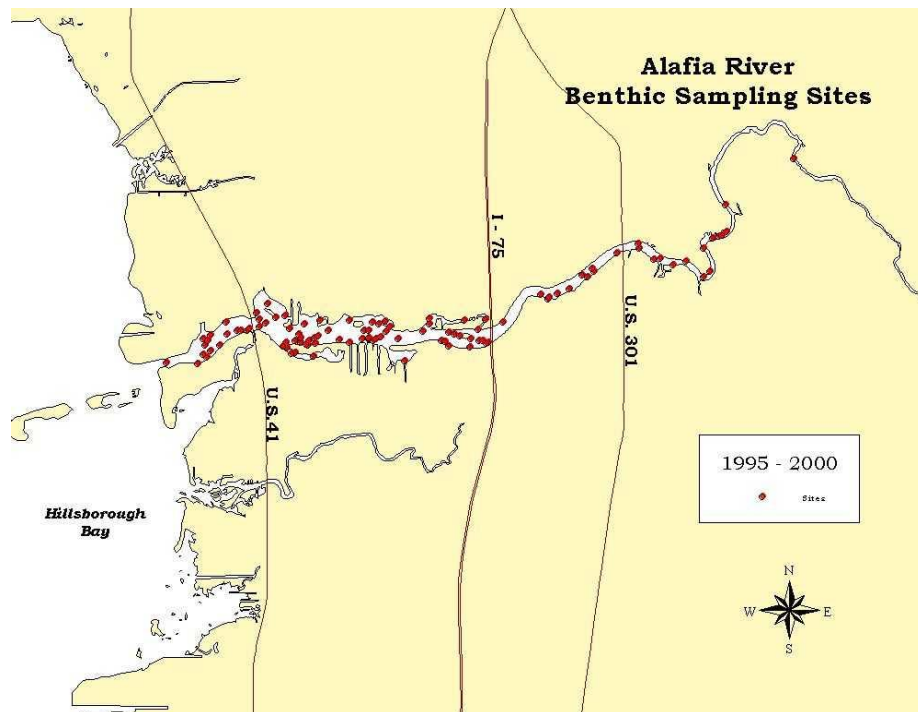 Alafia River
Benthic Sampling Sites
I - 75
U.S. 301
U.S.41
1995 - 2000
Sites
Hillsborough
Bay
N
W
E
S